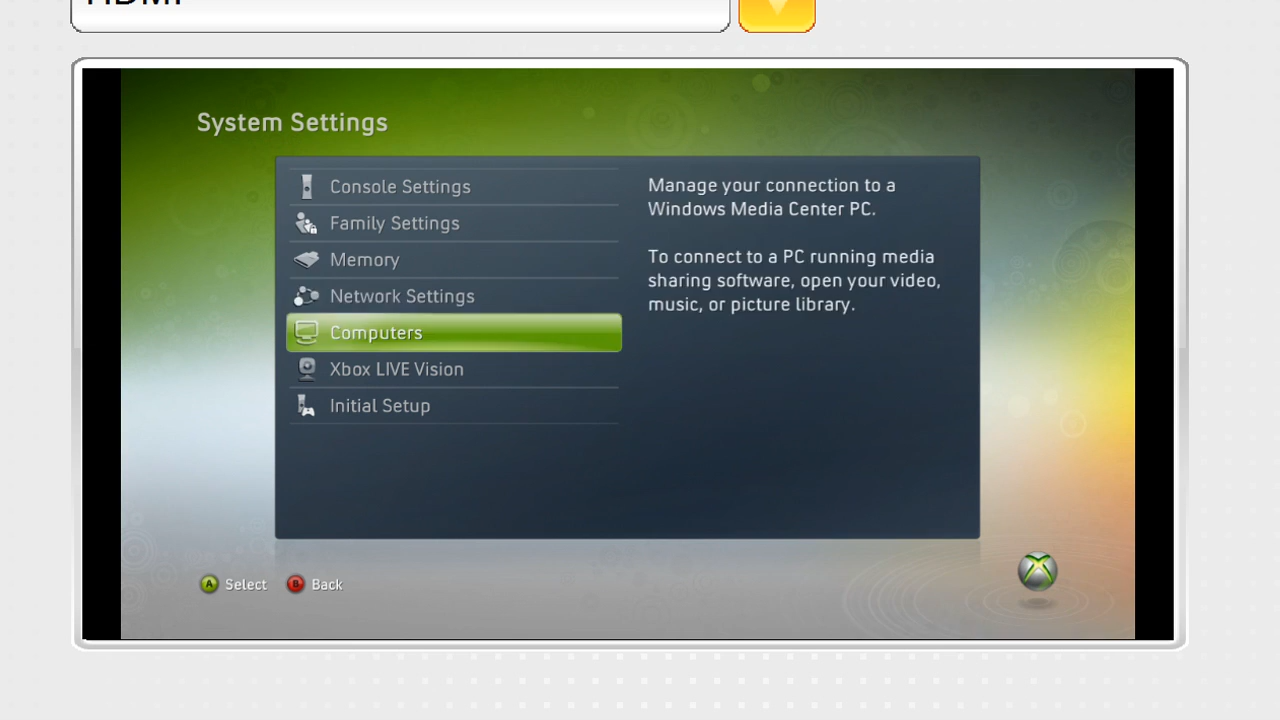 HDMI
System Settings
Console Settings
Family Settings
Memory
Network Settings
Computers
Xbox LIVE Vision
Initial Setup
Manage your connection to a
Windows Media Center PC.
To connect to a PC running media
sharing software, open your video,
music, or picture library.
A Select B Back